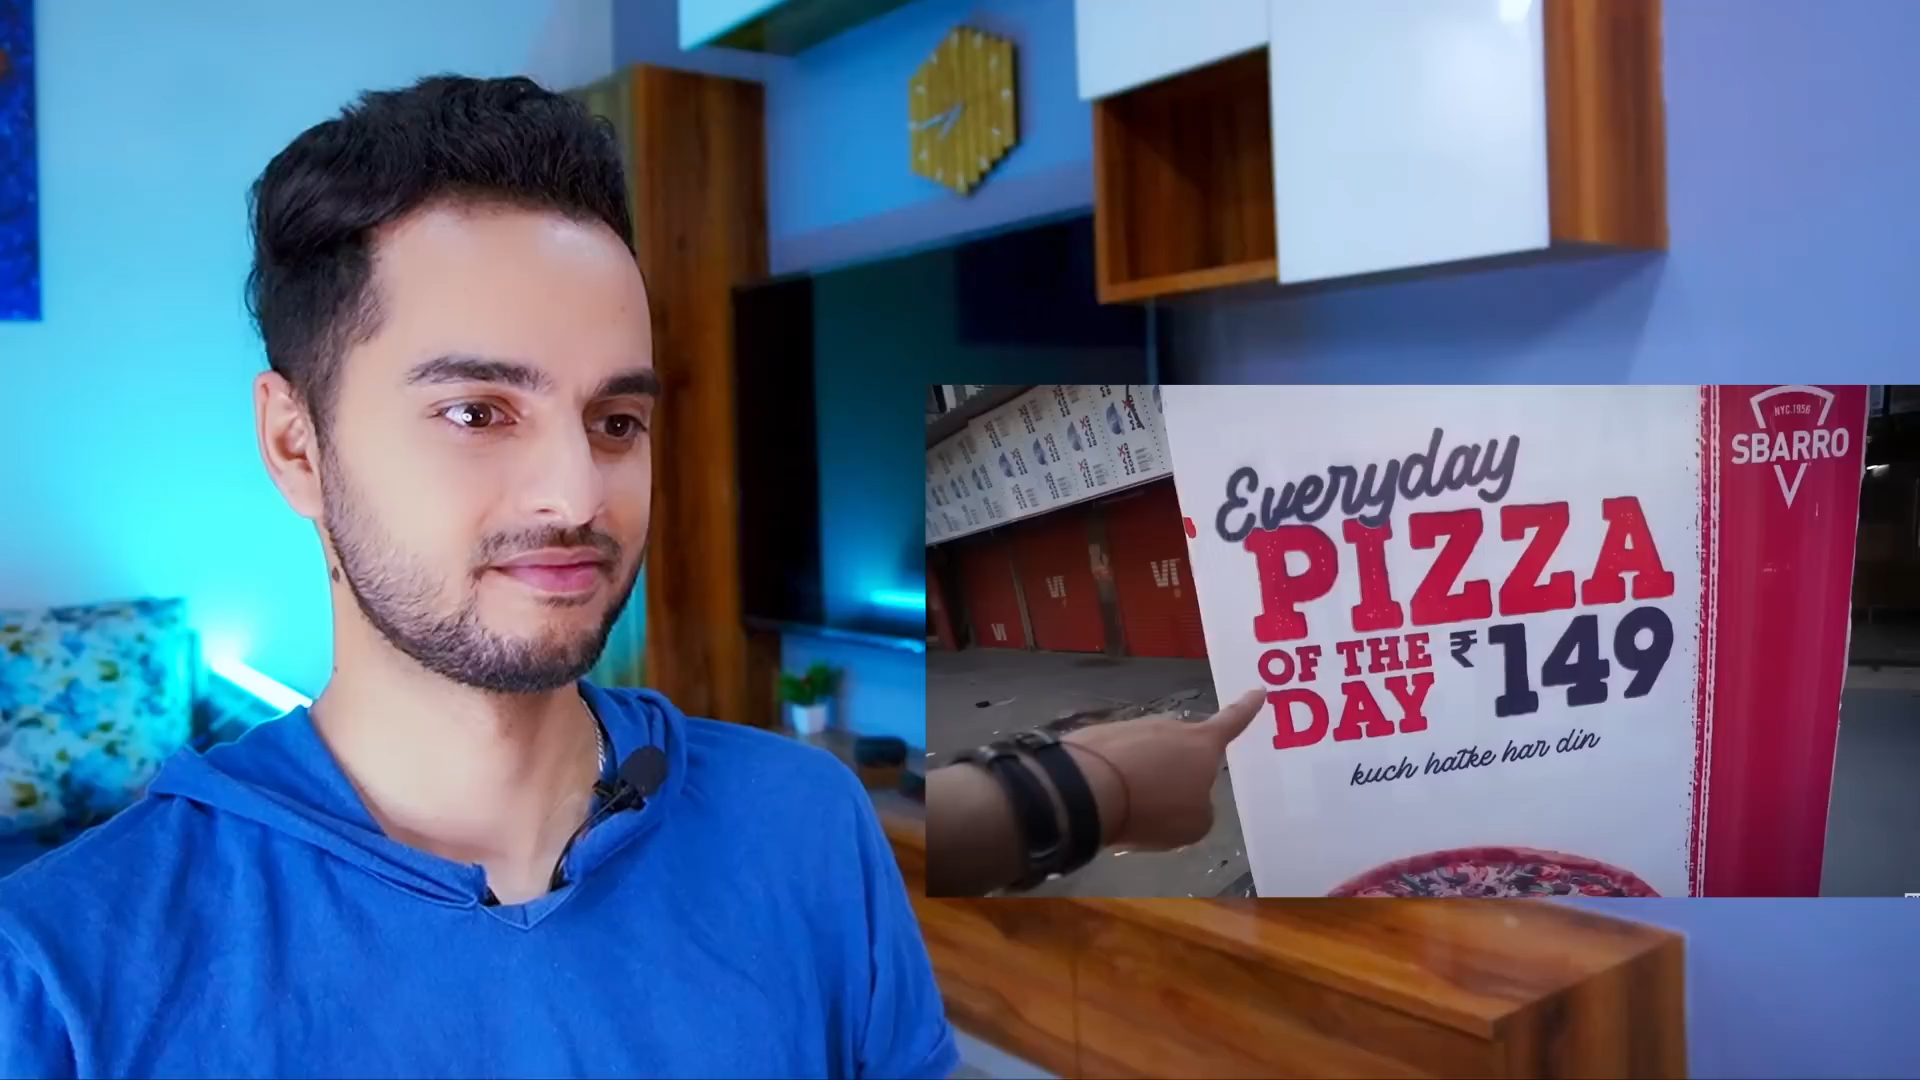 NYC.1956
SBARRO
Everyday
PIZZA
OF THE
DAY
₹149
kuch hatke har din